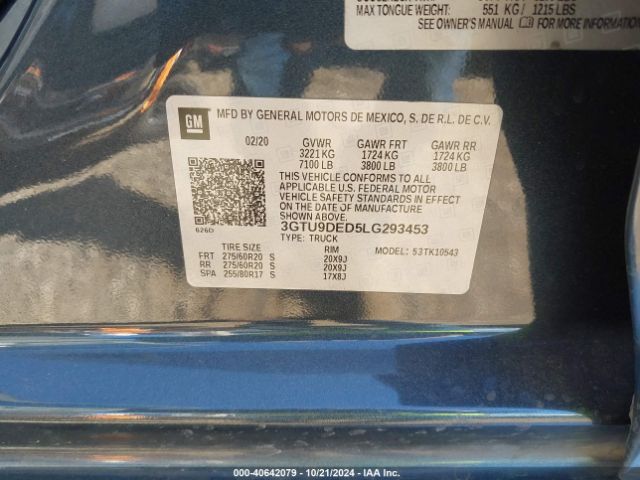 MAX TONGUE WEIGHT: 551 KG / 1215 LBS
SEE OWNER'S MANUAL FOR MORE INFORMATION
GM
MFD BY GENERAL MOTORS DE MEXICO, S. DE R.L. DE C.V.
02/20 GVWR GAWR FRT GAWR RR
3221 KG 1724 KG 1724 KG
7100 LB 3800 LB 3800 LB
THIS VEHICLE CONFORMS TO ALL
APPLICABLE U.S. FEDERAL MOTOR
VEHICLE SAFETY STANDARDS IN EFFECT
ON THE DATE OF MANUFACTURE SHOWN ABOVE.
626D 3GTU9DED5LG293453
TYPE: TRUCK
TIRE SIZE RIM MODEL: 53TK10543
FRT 275/60R20 S 20X9J
RR 275/60R20 S 20X9J
SPA 255/80R17 S 17X8J
000-40642079 - 10/21/2024 - IAA Inc.